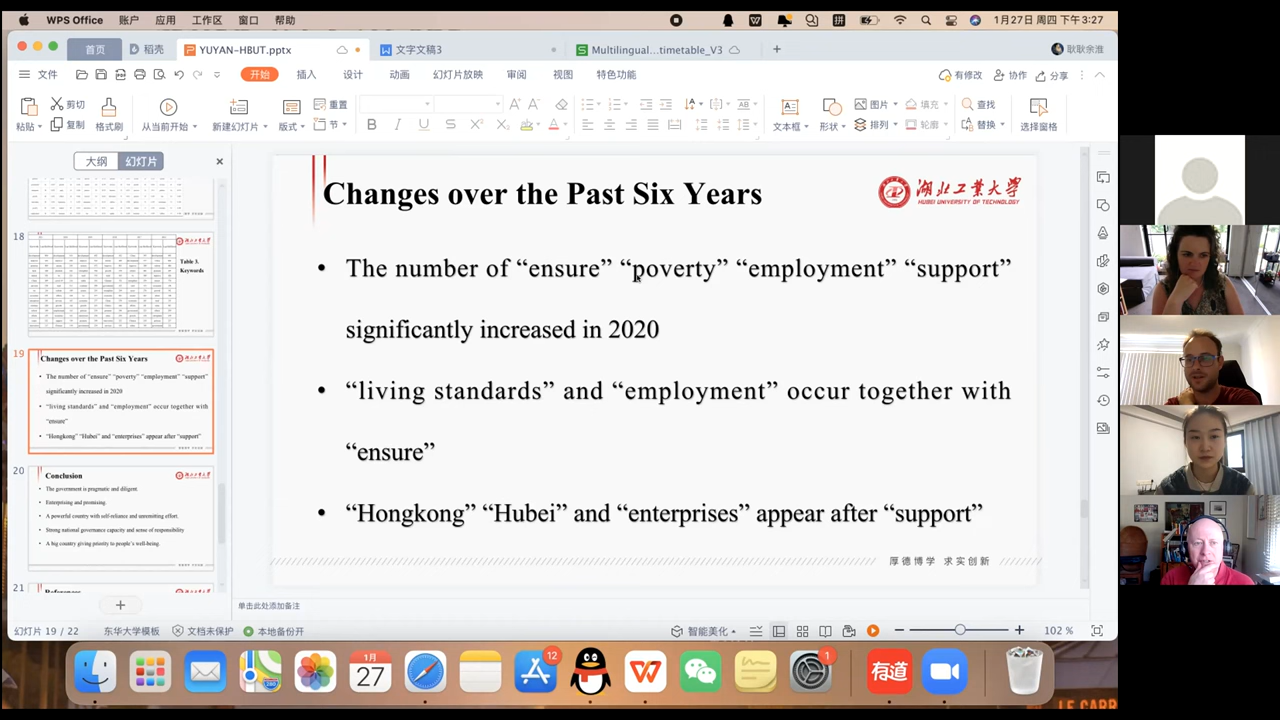 WPS Office 账户 应用 工作区 窗口 帮助
拼
1月27日 周四 下午3:27
首页 稻壳 YUYAN-HBUT.pptx 文字文稿3 Multilingual...timetable_V3
耿耿余淮
文件 开始 插入 设计 动画 幻灯片放映 审阅 视图 特色功能 有修改 协作 分享
粘贴 剪切 复制 格式刷 从当前开始 新建幻灯片 版式 重置 节 文本框 形状 图片 填充 排列 轮廓 查找 替换 选择窗格
大纲 幻灯片
18
Table 3.
Keywords
19
Changes over the Past Six Years
• The number of “ensure” “poverty” “employment” “support”
significantly increased in 2020
• “living standards” and “employment” occur together with
“ensure”
• “Hongkong” “Hubei” and “enterprises” appear after “support”
20
Conclusion
• The government is pragmatic and diligent
• Enterprising and promising.
• A powerful country with self-reliance and unremitting effort.
• Strong national governance capacity and sense of responsibility
• A big country giving priority to people’s well-being.
21
References
Changes over the Past Six Years
湖北工业大学
HUBEI UNIVERSITY OF TECHNOLOGY
• The number of “ensure” “poverty” “employment” “support”
significantly increased in 2020
• “living standards” and “employment” occur together with
“ensure”
• “Hongkong” “Hubei” and “enterprises” appear after “support”
厚德博学 求实创新
单击此处添加备注
幻灯片 19 / 22 东华大学模板 文档未保护 本地备份开 智能美化 102 %
1月
27
12
1
有道